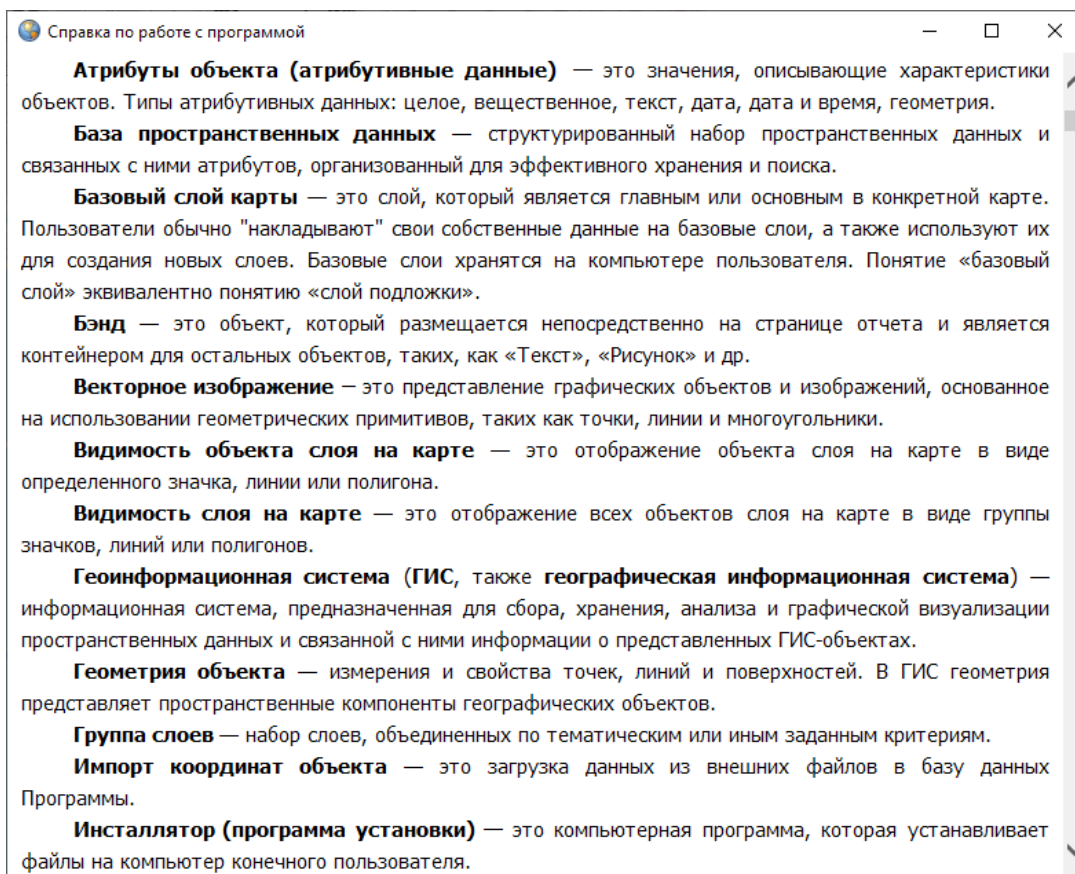 Справка по работе с программой
Атрибуты объекта (атрибутивные данные) — это значения, описывающие характеристики
объектов. Типы атрибутивных данных: целое, вещественное, текст, дата, дата и время, геометрия.
База пространственных данных — структурированный набор пространственных данных и
связанных с ними атрибутов, организованный для эффективного хранения и поиска.
Базовый слой карты — это слой, который является главным или основным в конкретной карте.
Пользователи обычно "накладывают" свои собственные данные на базовые слои, а также используют их
для создания новых слоев. Базовые слои хранятся на компьютере пользователя. Понятие «базовый
слой» эквивалентно понятию «слой подложки».
Бэнд — это объект, который размещается непосредственно на странице отчета и является
контейнером для остальных объектов, таких, как «Текст», «Рисунок» и др.
Векторное изображение – это представление графических объектов и изображений, основанное
на использовании геометрических примитивов, таких как точки, линии и многоугольники.
Видимость объекта слоя на карте — это отображение объекта слоя на карте в виде
определенного значка, линии или полигона.
Видимость слоя на карте — это отображение всех объектов слоя на карте в виде группы
значков, линий или полигонов.
Геоинформационная система (ГИС, также географическая информационная система) —
информационная система, предназначенная для сбора, хранения, анализа и графической визуализации
пространственных данных и связанной с ними информации о представленных ГИС-объектах.
Геометрия объекта — измерения и свойства точек, линий и поверхностей. В ГИС геометрия
представляет пространственные компоненты географических объектов.
Группа слоев — набор слоев, объединенных по тематическим или иным заданным критериям.
Импорт координат объекта — это загрузка данных из внешних файлов в базу данных
Программы.
Инсталлятор (программа установки) — это компьютерная программа, которая устанавливает
файлы на компьютер конечного пользователя.